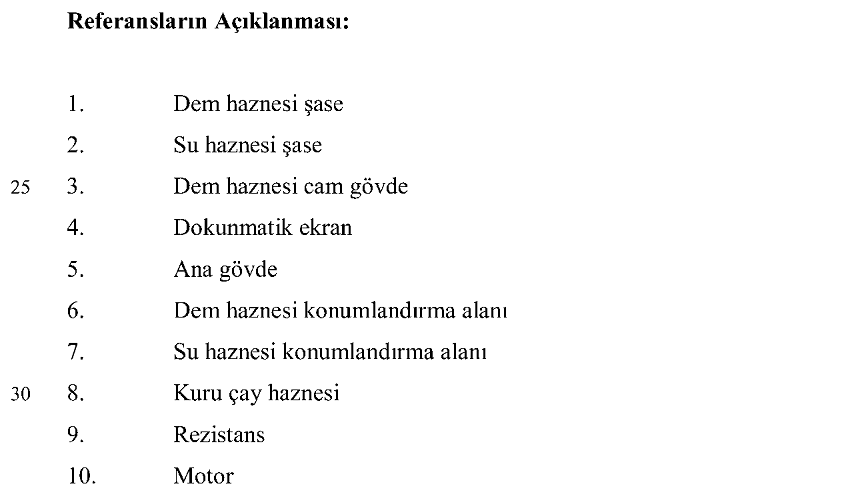 Referansların Açıklanması:
1. Dem haznesi şase
2. Su haznesi şase
25 3. Dem haznesi cam gövde
4. Dokunmatik ekran
5. Ana gövde
6. Dem haznesi konumlandırma alanı
7. Su haznesi konumlandırma alanı
30 8. Kuru çay haznesi
9. Rezistans
10. Motor